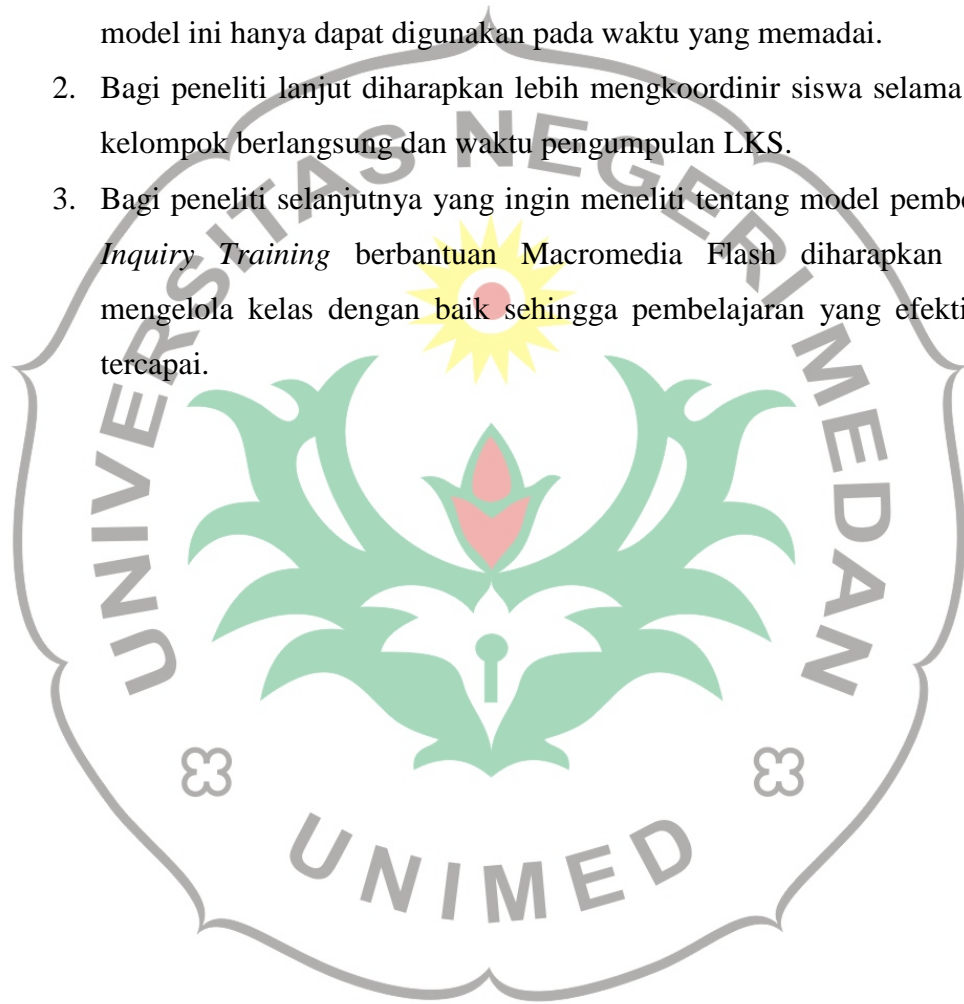 model ini hanya dapat digunakan pada waktu yang memadai.
2. Bagi peneliti lanjut diharapkan lebih mengkoordinir siswa selama
kelompok berlangsung dan waktu pengumpulan LKS.
3. Bagi peneliti selanjutnya yang ingin meneliti tentang model pembe
Inquiry Training berbantuan Macromedia Flash diharapkan
mengelola kelas dengan baik sehingga pembelajaran yang efekti
tercapai.
UNIVERSITAS NEGERI MEDAN
UNIMED